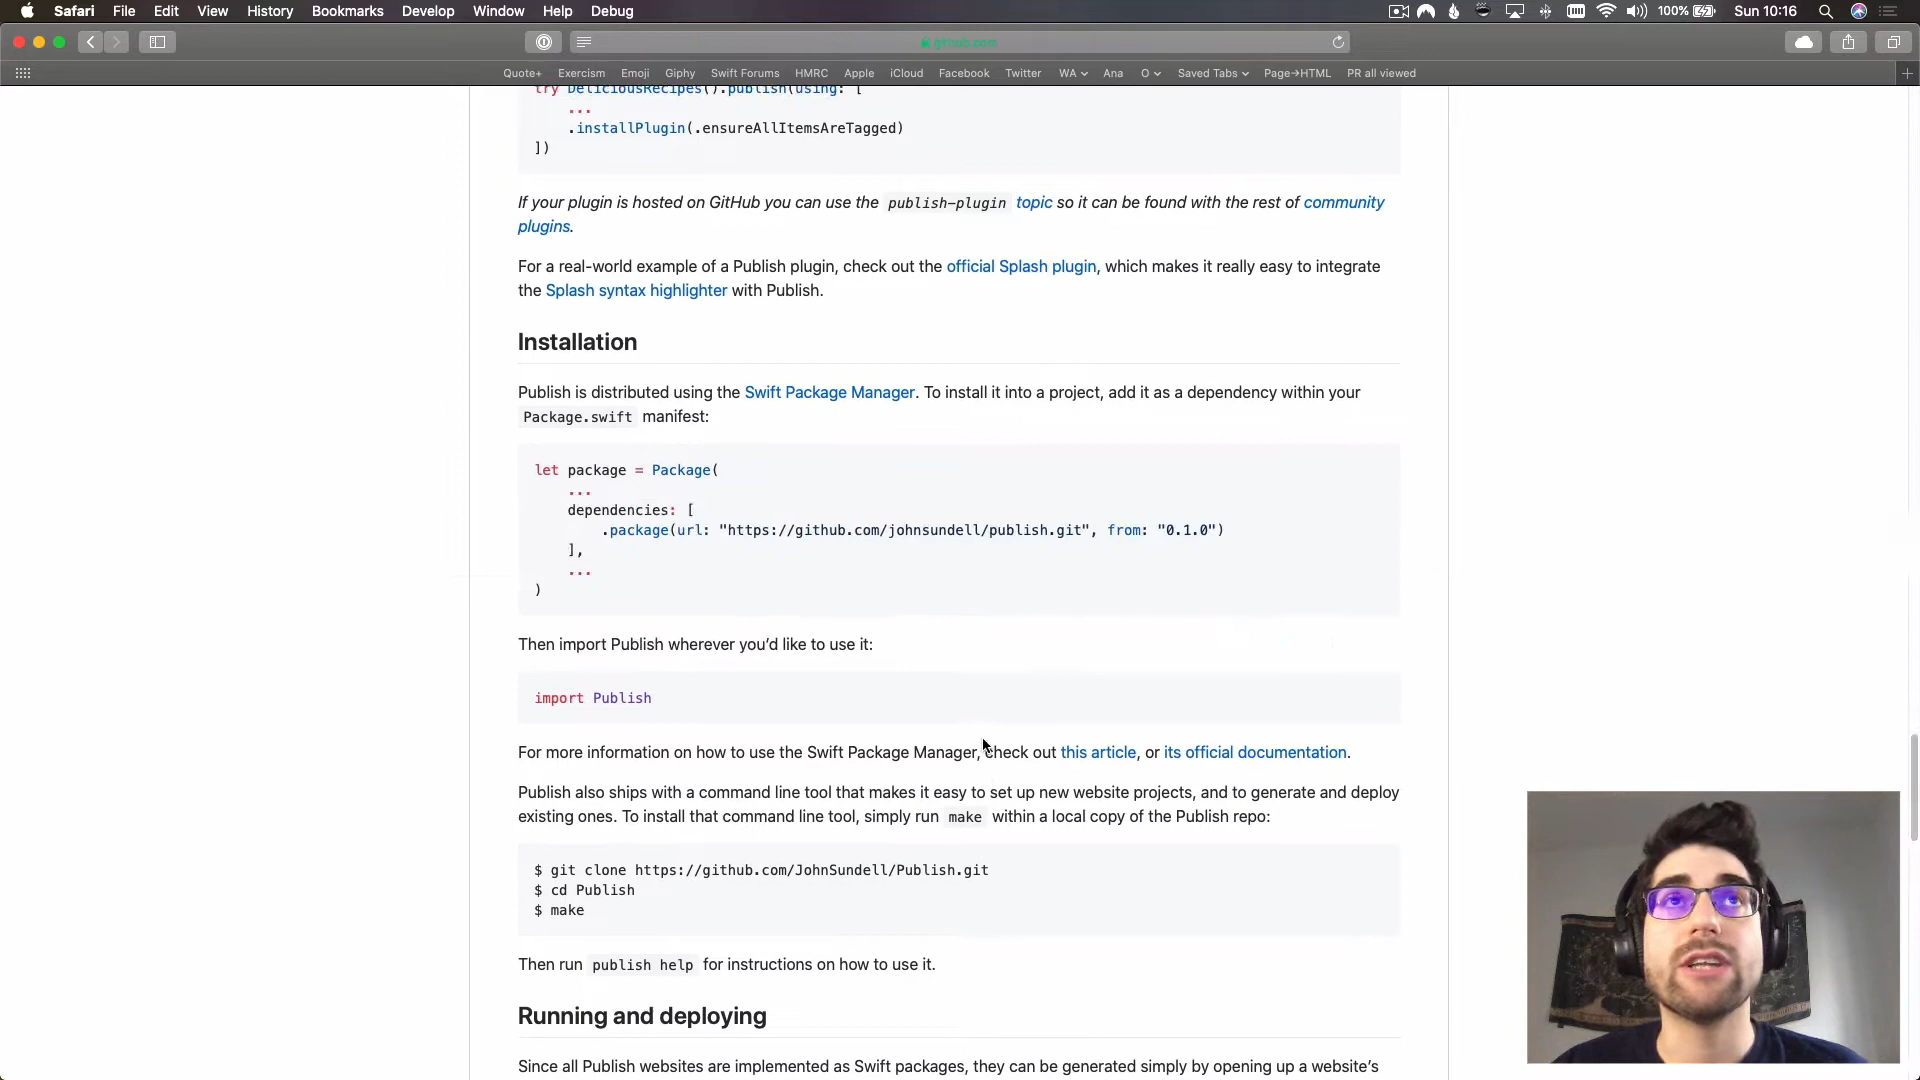 Safari File Edit View History Bookmarks Develop Window Help Debug 100% Sun 10:16
github.com
Quote+ Exercism Emoji Giphy Swift Forums HMRC Apple iCloud Facebook Twitter WA Ana O Saved Tabs Page→HTML PR all viewed
try DeliciousRecipes().publish(using: [
...
.installPlugin(.ensureAllItemsAreTagged)
])
If your plugin is hosted on GitHub you can use the publish-plugin topic so it can be found with the rest of community
plugins.
For a real-world example of a Publish plugin, check out the official Splash plugin, which makes it really easy to integrate
the Splash syntax highlighter with Publish.
Installation
Publish is distributed using the Swift Package Manager. To install it into a project, add it as a dependency within your
Package.swift manifest:
let package = Package(
...
dependencies: [
.package(url: "https://github.com/johnsundell/publish.git", from: "0.1.0")
],
...
)
Then import Publish wherever you’d like to use it:
import Publish
For more information on how to use the Swift Package Manager, check out this article, or its official documentation.
Publish also ships with a command line tool that makes it easy to set up new website projects, and to generate and deploy
existing ones. To install that command line tool, simply run make within a local copy of the Publish repo:
$ git clone https://github.com/JohnSundell/Publish.git
$ cd Publish
$ make
Then run publish help for instructions on how to use it.
Running and deploying
Since all Publish websites are implemented as Swift packages, they can be generated simply by opening up a website’s